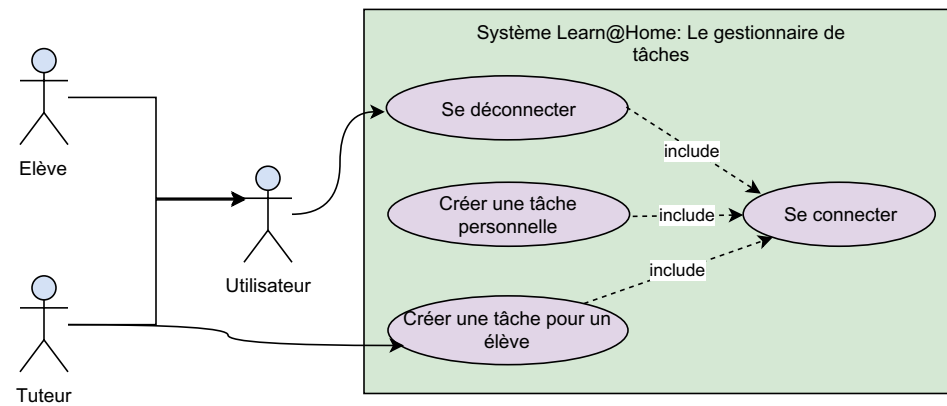 Système Learn@Home: Le gestionnaire de
tâches
Elève
Se déconnecter
include
Créer une tâche
personnelle
include
Se connecter
Utilisateur
include
Créer une tâche pour un
élève
Tuteur